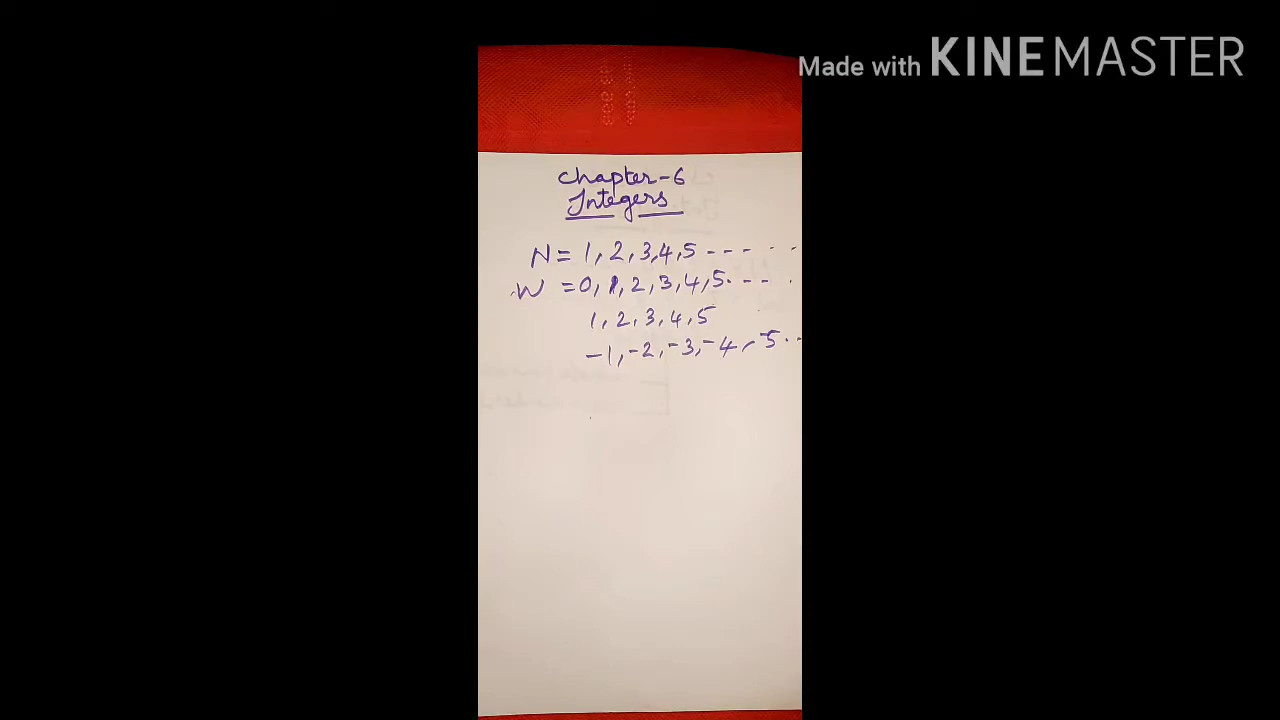 Made with KINEMASTER
Chapter-6
Integers
N = 1, 2, 3, 4, 5 --- . . .
W = 0, 1, 2, 3, 4, 5. -- .
1, 2, 3, 4, 5
-1, -2, -3, -4, -5 . -